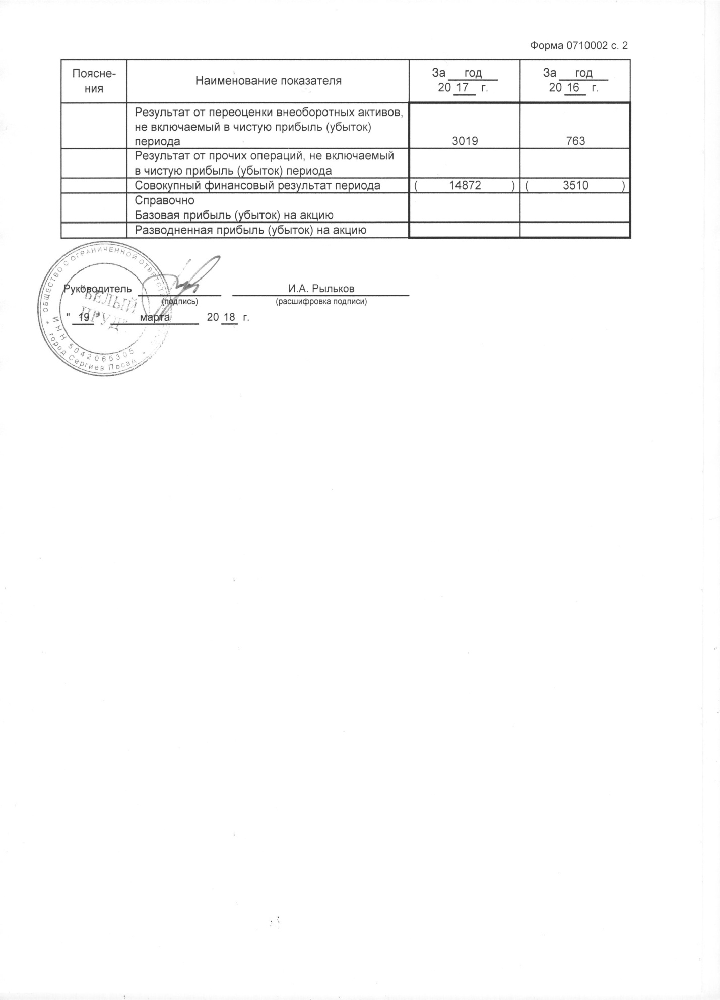 Форма 0710002 с. 2
Поясне-
ния
Наименование показателя
За год
20 17 г.
За год
20 16 г.
Результат от переоценки внеоборотных активов,
не включаемый в чистую прибыль (убыток)
периода
3019
763
Результат от прочих операций, не включаемый
в чистую прибыль (убыток) периода
Совокупный финансовый результат периода
( 14872 )
( 3510 )
Справочно
Базовая прибыль (убыток) на акцию
Разводненная прибыль (убыток) на акцию
Руководитель
(подпись)
И.А. Рыльков
(расшифровка подписи)
" 19 " марта 20 18 г.
* ОБЩЕСТВО С ОГРАНИЧЕННОЙ
"БЕЛЫЙ
ПРУД"
ИНН 5042065305
город Сергиев Посад *